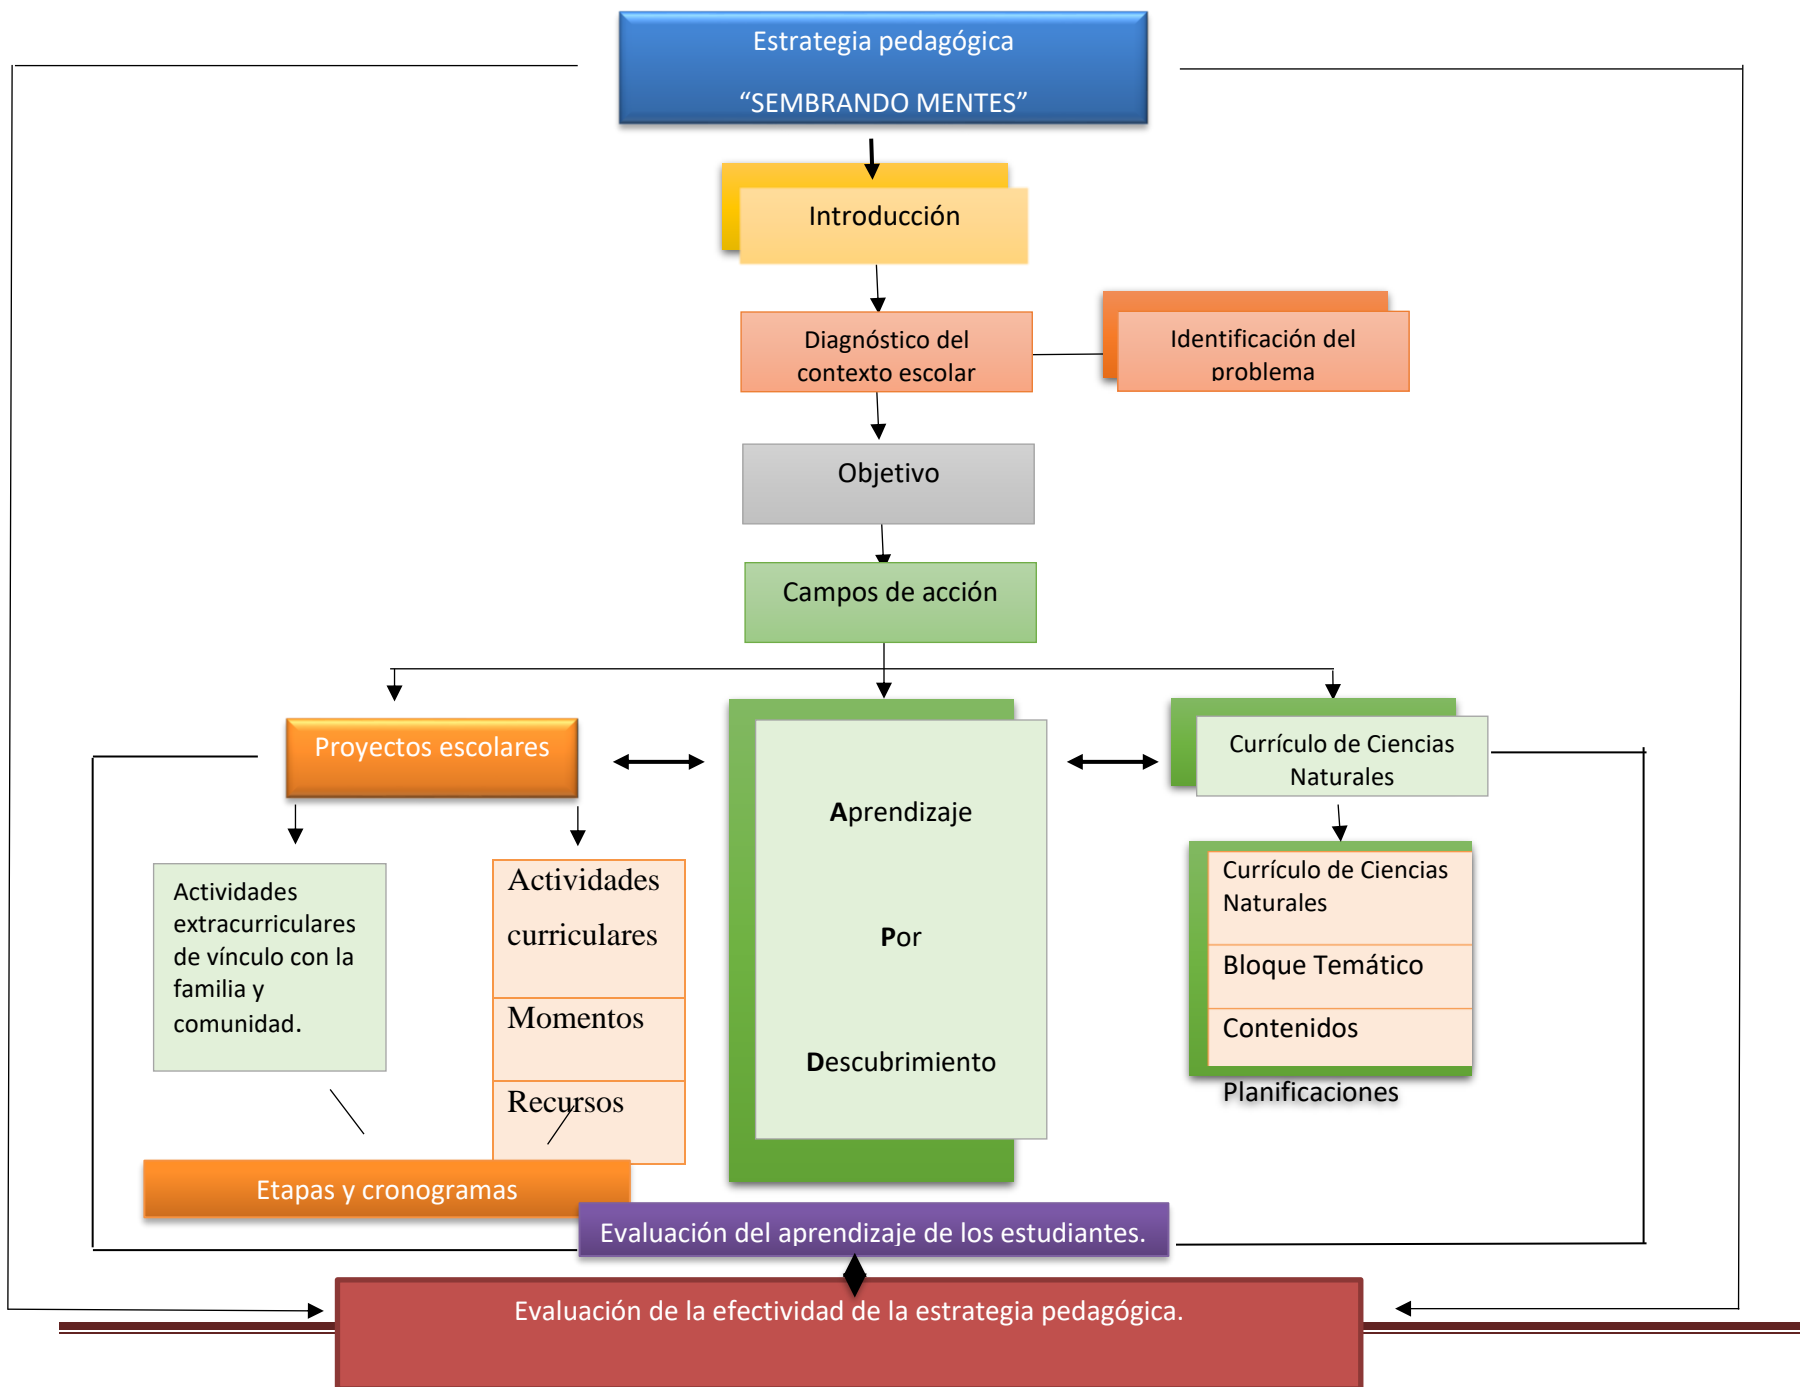 Estrategia pedagógica
“SEMBRANDO MENTES”
Introducción
Diagnóstico del
contexto escolar
Identificación del
problema
Objetivo
Campos de acción
Proyectos escolares
Aprendizaje
Por
Descubrimiento
Currículo de Ciencias
Naturales
Actividades
extracurriculares
de vínculo con la
familia y
comunidad.
Actividades
curriculares
Momentos
Recursos
Currículo de Ciencias
Naturales
Bloque Temático
Contenidos
Planificaciones
Etapas y cronogramas
Evaluación del aprendizaje de los estudiantes.
Evaluación de la efectividad de la estrategia pedagógica.